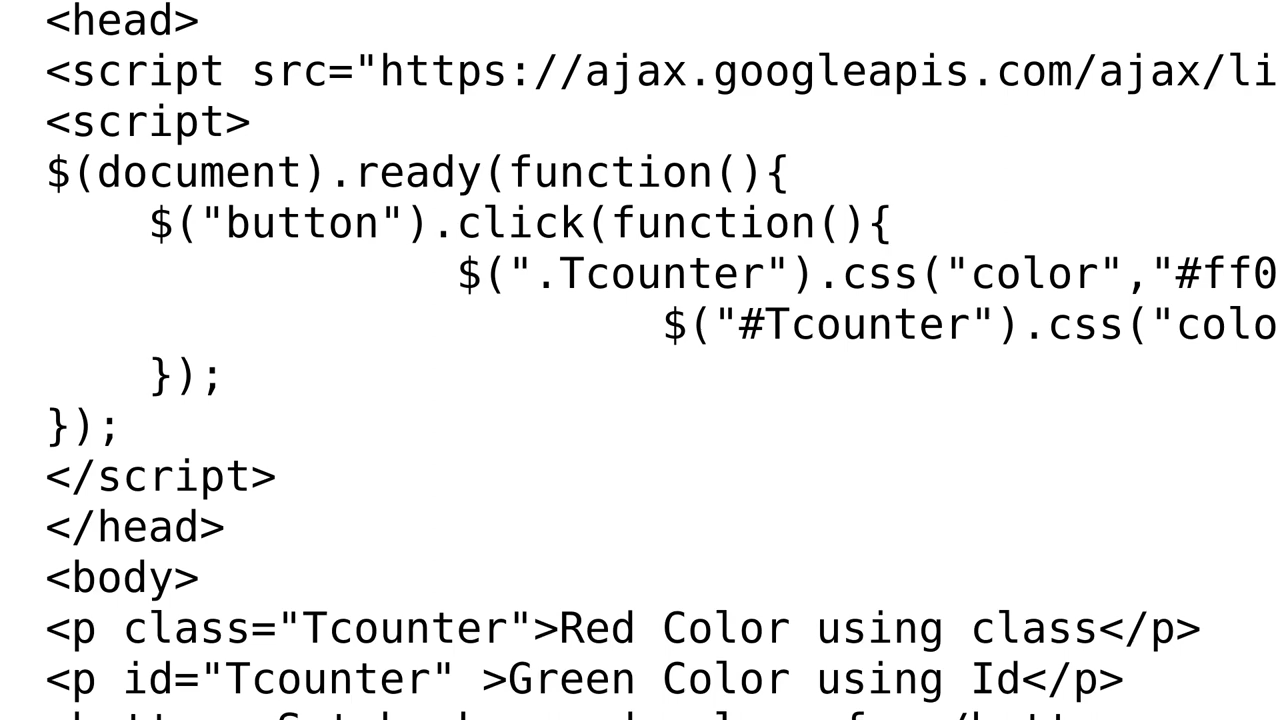 <head>
<script src="https://ajax.googleapis.com/ajax/li
<script>
$(document).ready(function(){
    $("button").click(function(){
                $(".Tcounter").css("color","#ff0
                        $("#Tcounter").css("colo
    });
});
</script>
</head>
<body>
<p class="Tcounter">Red Color using class</p>
<p id="Tcounter" >Green Color using Id</p>